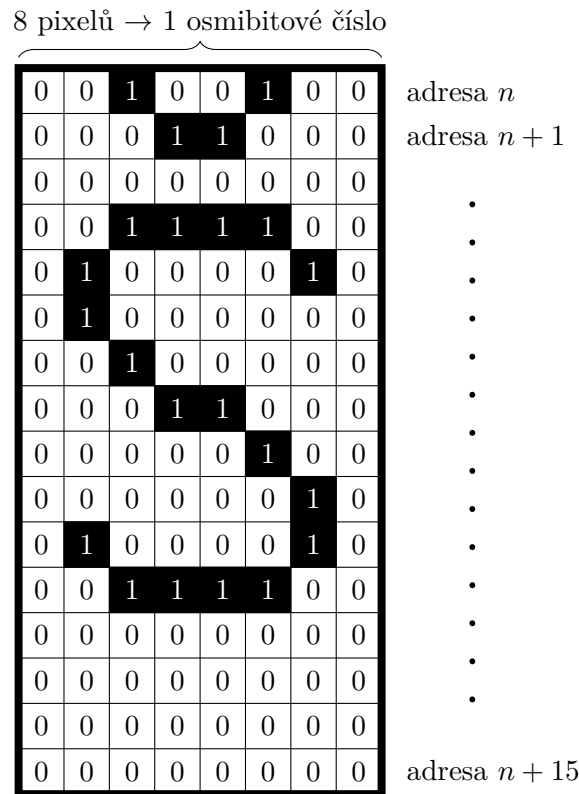 8 pixelů → 1 osmibitové číslo
0 0 1 0 0 1 0 0 adresa n
0 0 0 1 1 0 0 0 adresa n + 1
0 0 0 0 0 0 0 0
0 0 1 1 1 1 0 0
0 1 0 0 0 0 1 0
0 1 0 0 0 0 0 0
0 0 1 0 0 0 0 0
0 0 0 1 1 0 0 0
0 0 0 0 0 1 0 0
0 0 0 0 0 0 1 0
0 1 0 0 0 0 1 0
0 0 1 1 1 1 0 0
0 0 0 0 0 0 0 0
0 0 0 0 0 0 0 0
0 0 0 0 0 0 0 0
0 0 0 0 0 0 0 0 adresa n + 15